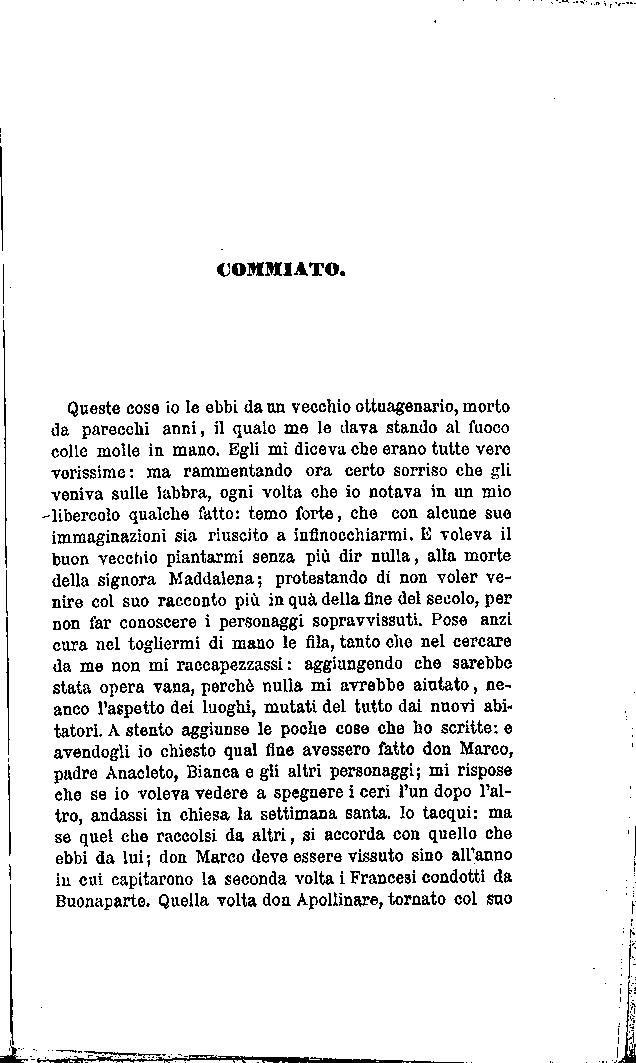 COMMIATO.
Queste cose io le ebbi da un vecchio ottuagenario, morto
da parecchi anni, il quale me le dava stando al fuoco
colle molle in mano. Egli mi diceva che erano tutte vere
verissime: ma rammentando ora certo sorriso che gli
veniva sulle labbra, ogni volta che io notava in un mio
libercolo qualche fatto: temo forte, che con alcune sue
immaginazioni sia riuscito a infinocchiarmi. E voleva il
buon vecchio piantarmi senza più dir nulla, alla morte
della signora Maddalena; protestando di non voler ve-
nire col suo racconto più in quà della fine del secolo, per
non far conoscere i personaggi sopravvissuti. Pose anzi
cura nel togliermi di mano le fila, tanto che nel cercare
da me non mi raccapezzassi: aggiungendo che sarebbe
stata opera vana, perchè nulla mi avrebbe aiutato, ne-
anco l'aspetto dei luoghi, mutati del tutto dai nuovi abi-
tatori. A stento aggiunse le poche cose che ho scritte: e
avendogli io chiesto qual fine avessero fatto don Marco,
padre Anacleto, Bianca e gli altri personaggi; mi rispose
che se io voleva vedere a spegnere i ceri l'un dopo l'al-
tro, andassi in chiesa la settimana santa. Io tacqui: ma
se quel che raccolsi da altri, si accorda con quello che
ebbi da lui; don Marco deve essere vissuto sino all'anno
in cui capitarono la seconda volta i Francesi condotti da
Buonaparte. Quella volta don Apollinare, tornato col suo